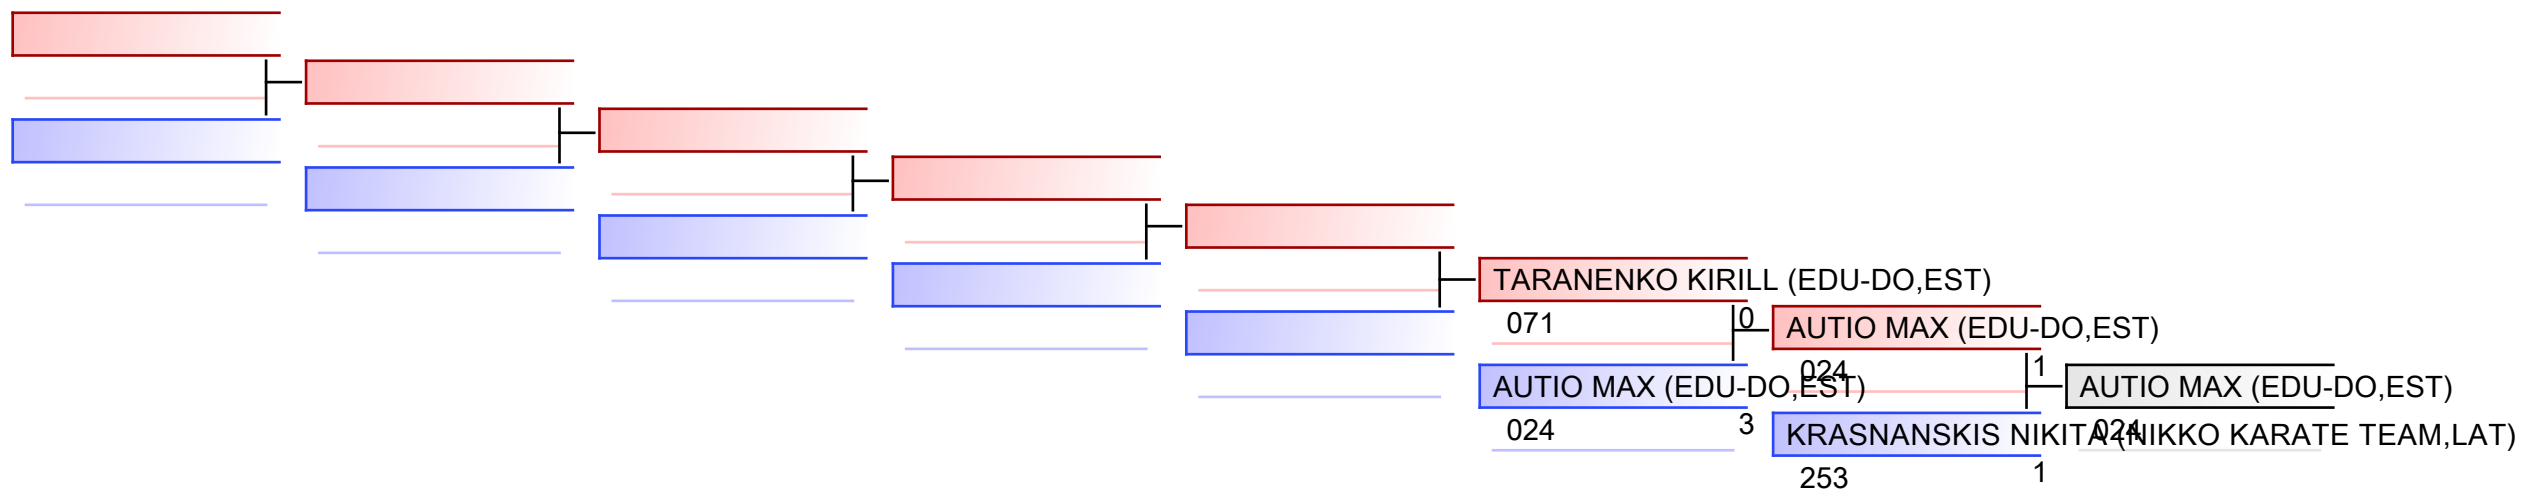 TARANENKO KIRILL (EDU-DO,EST)
071
0
AUTIO MAX (EDU-DO,EST)
024
3
AUTIO MAX (EDU-DO,EST)
024
1
KRASNANSKIS NIKITA (NIKKO KARATE TEAM,LAT)
253
1
AUTIO MAX (EDU-DO,EST)
024